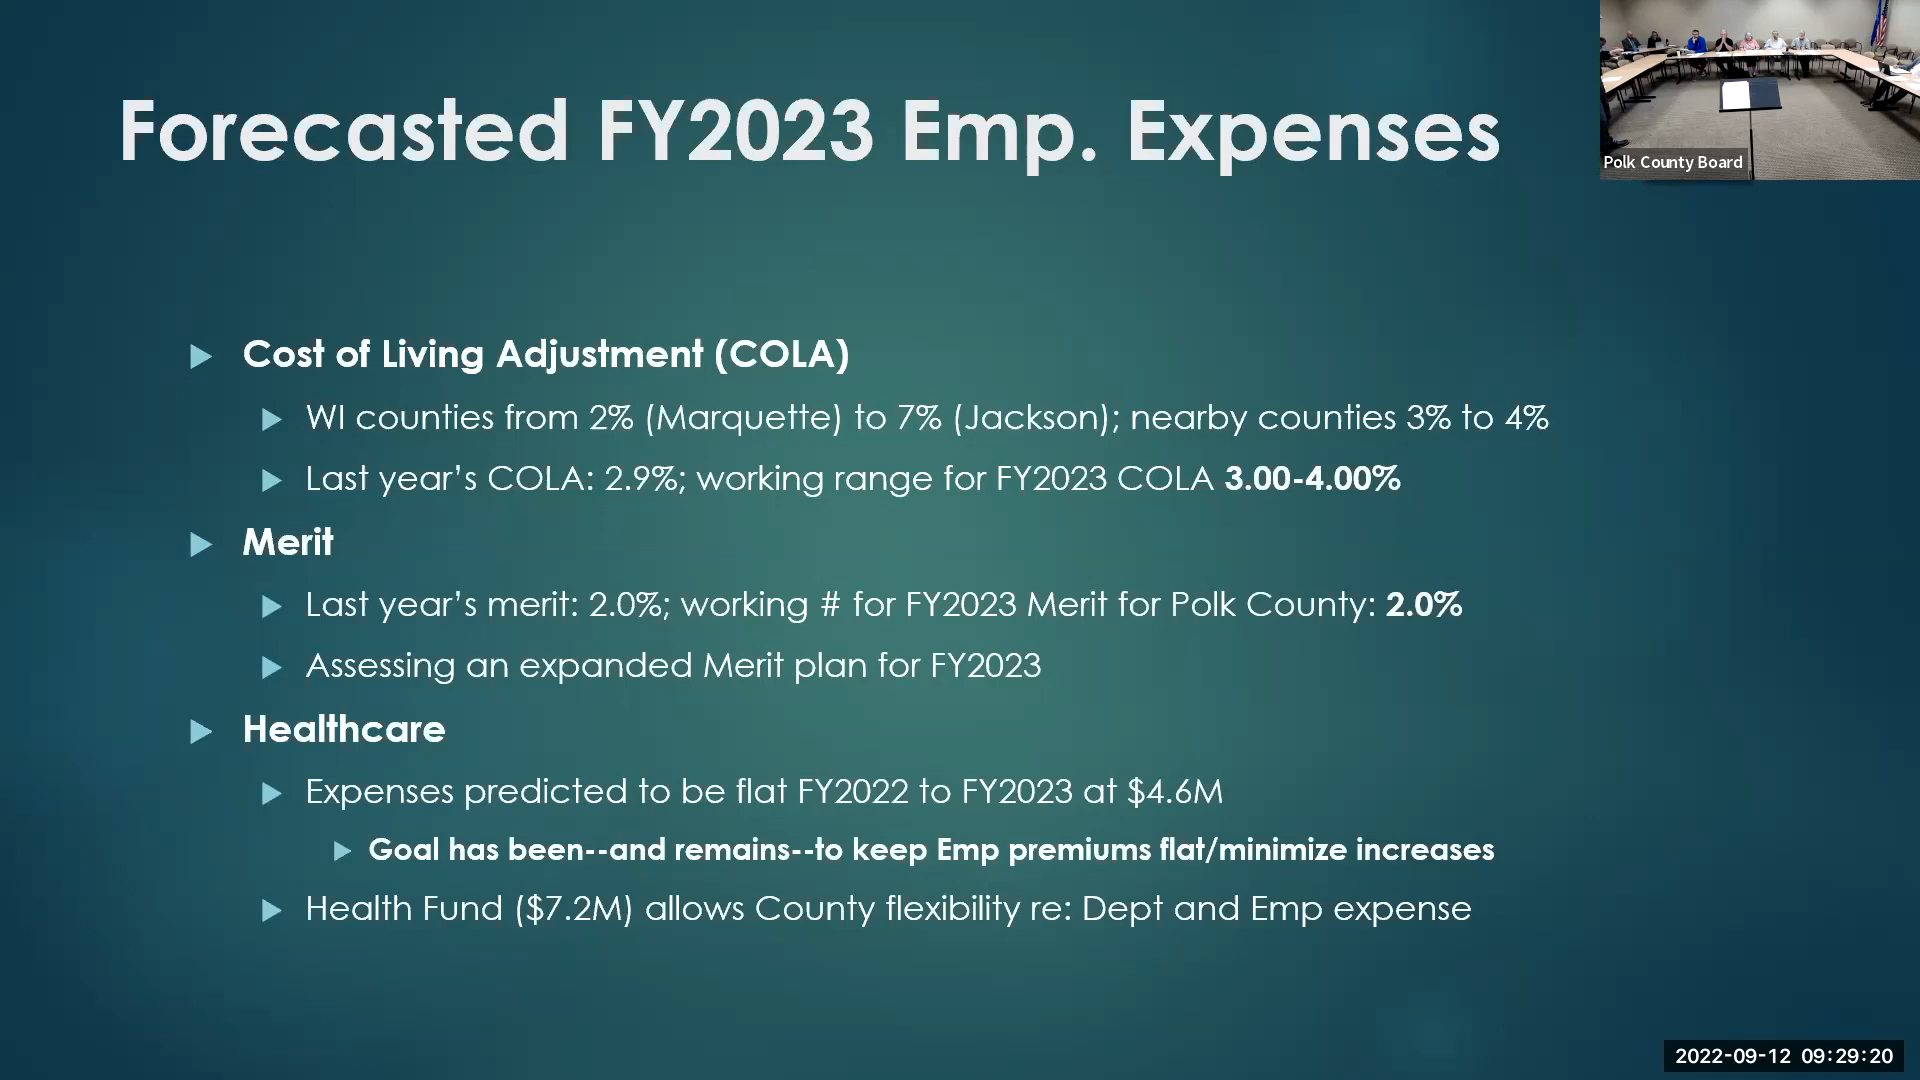 Forecasted FY2023 Emp. Expenses
Polk County Board
Cost of Living Adjustment (COLA)
WI counties from 2% (Marquette) to 7% (Jackson); nearby counties 3% to 4%
Last year's COLA: 2.9%; working range for FY2023 COLA 3.00-4.00%
Merit
Last year's merit: 2.0%; working # for FY2023 Merit for Polk County: 2.0%
Assessing an expanded Merit plan for FY2023
Healthcare
Expenses predicted to be flat FY2022 to FY2023 at $4.6M
Goal has been--and remains--to keep Emp premiums flat/minimize increases
Health Fund ($7.2M) allows County flexibility re: Dept and Emp expense
2022-09-12 09:29:20